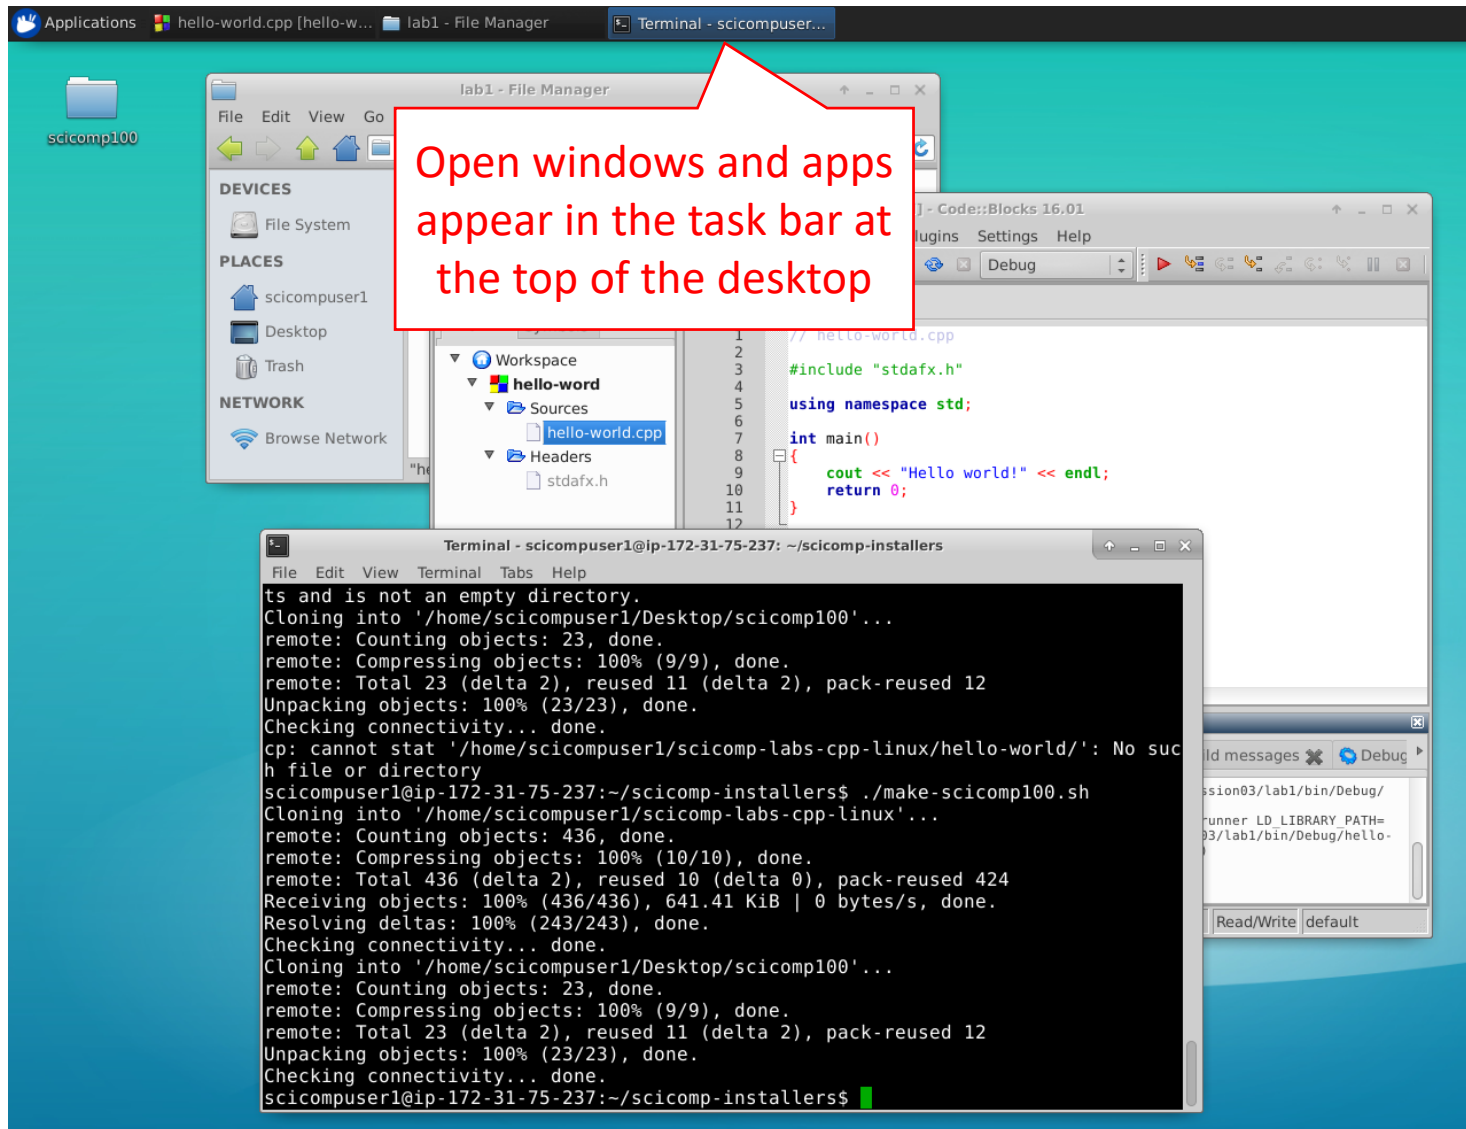 Applications hello-world.cpp [hello-w... lab1 - File Manager Terminal - scicompuser...
scicomp100
lab1 - File Manager
File Edit View Go
DEVICES
File System
PLACES
scicompuser1
Desktop
Trash
NETWORK
Browse Network
"he
Open windows and apps
appear in the task bar at
the top of the desktop
] - Code::Blocks 16.01
lugins Settings Help
Debug
Workspace
hello-word
Sources
hello-world.cpp
Headers
stdafx.h
1 // hello-world.cpp
2
3 #include "stdafx.h"
4
5 using namespace std;
6
7 int main()
8 {
9 cout << "Hello world!" << endl;
10 return 0;
11 }
12
ld messages Debug
ssion03/lab1/bin/Debug/
runner LD_LIBRARY_PATH=
03/lab1/bin/Debug/hello-
)
Read/Write default
Terminal - scicompuser1@ip-172-31-75-237: ~/scicomp-installers
File Edit View Terminal Tabs Help
ts and is not an empty directory.
Cloning into '/home/scicompuser1/Desktop/scicomp100'...
remote: Counting objects: 23, done.
remote: Compressing objects: 100% (9/9), done.
remote: Total 23 (delta 2), reused 11 (delta 2), pack-reused 12
Unpacking objects: 100% (23/23), done.
Checking connectivity... done.
cp: cannot stat '/home/scicompuser1/scicomp-labs-cpp-linux/hello-world/': No suc
h file or directory
scicompuser1@ip-172-31-75-237:~/scicomp-installers$ ./make-scicomp100.sh
Cloning into '/home/scicompuser1/scicomp-labs-cpp-linux'...
remote: Counting objects: 436, done.
remote: Compressing objects: 100% (10/10), done.
remote: Total 436 (delta 2), reused 10 (delta 0), pack-reused 424
Receiving objects: 100% (436/436), 641.41 KiB | 0 bytes/s, done.
Resolving deltas: 100% (243/243), done.
Checking connectivity... done.
Cloning into '/home/scicompuser1/Desktop/scicomp100'...
remote: Counting objects: 23, done.
remote: Compressing objects: 100% (9/9), done.
remote: Total 23 (delta 2), reused 11 (delta 2), pack-reused 12
Unpacking objects: 100% (23/23), done.
Checking connectivity... done.
scicompuser1@ip-172-31-75-237:~/scicomp-installers$